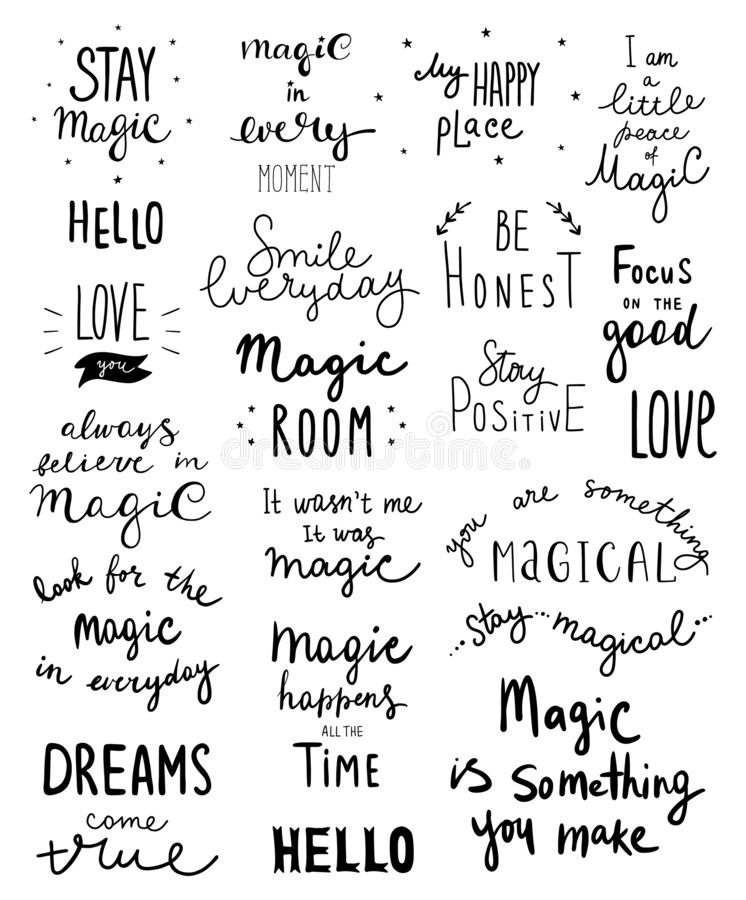 STAY
magic
magic
in
every
MOMENT
My HAPPY
PLACE
I am
a
little
peace
of
MagiC
HELLO
Smile
Everyday
BE
HONEST
FOCUS
ON THE
good
LOVE
you
Magic
ROOM
Stay
POSITIVE
LOVE
always
believe in
MagiC
It wasn't me
It was
magic
you are something
MAGICAL
look for the
magic
in everyday
...stay magical...
Magic
happens
ALL THE
TIME
Magic
is something
you make
DREAMS
come
true
HELLO
dreamstime